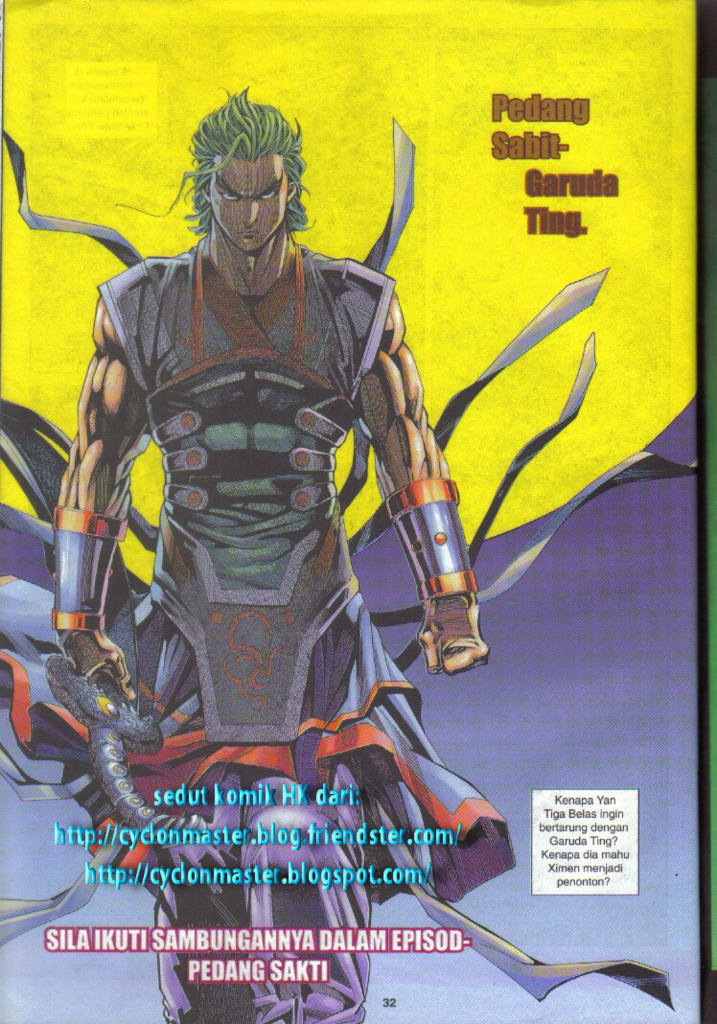 Pedang
Sabit-
Garuda
Ting.
sedut komik HK dari:
http://cyclonmaster.blog.friendster.com/
http://cyclonmaster.blogspot.com/
Kenapa Yan
Tiga Belas ingin
bertarung dengan
Garuda Ting?
Kenapa dia mahu
Ximen menjadi
penonton?
SILA IKUTI SAMBUNGANNYA DALAM EPISOD-
PEDANG SAKTI
32